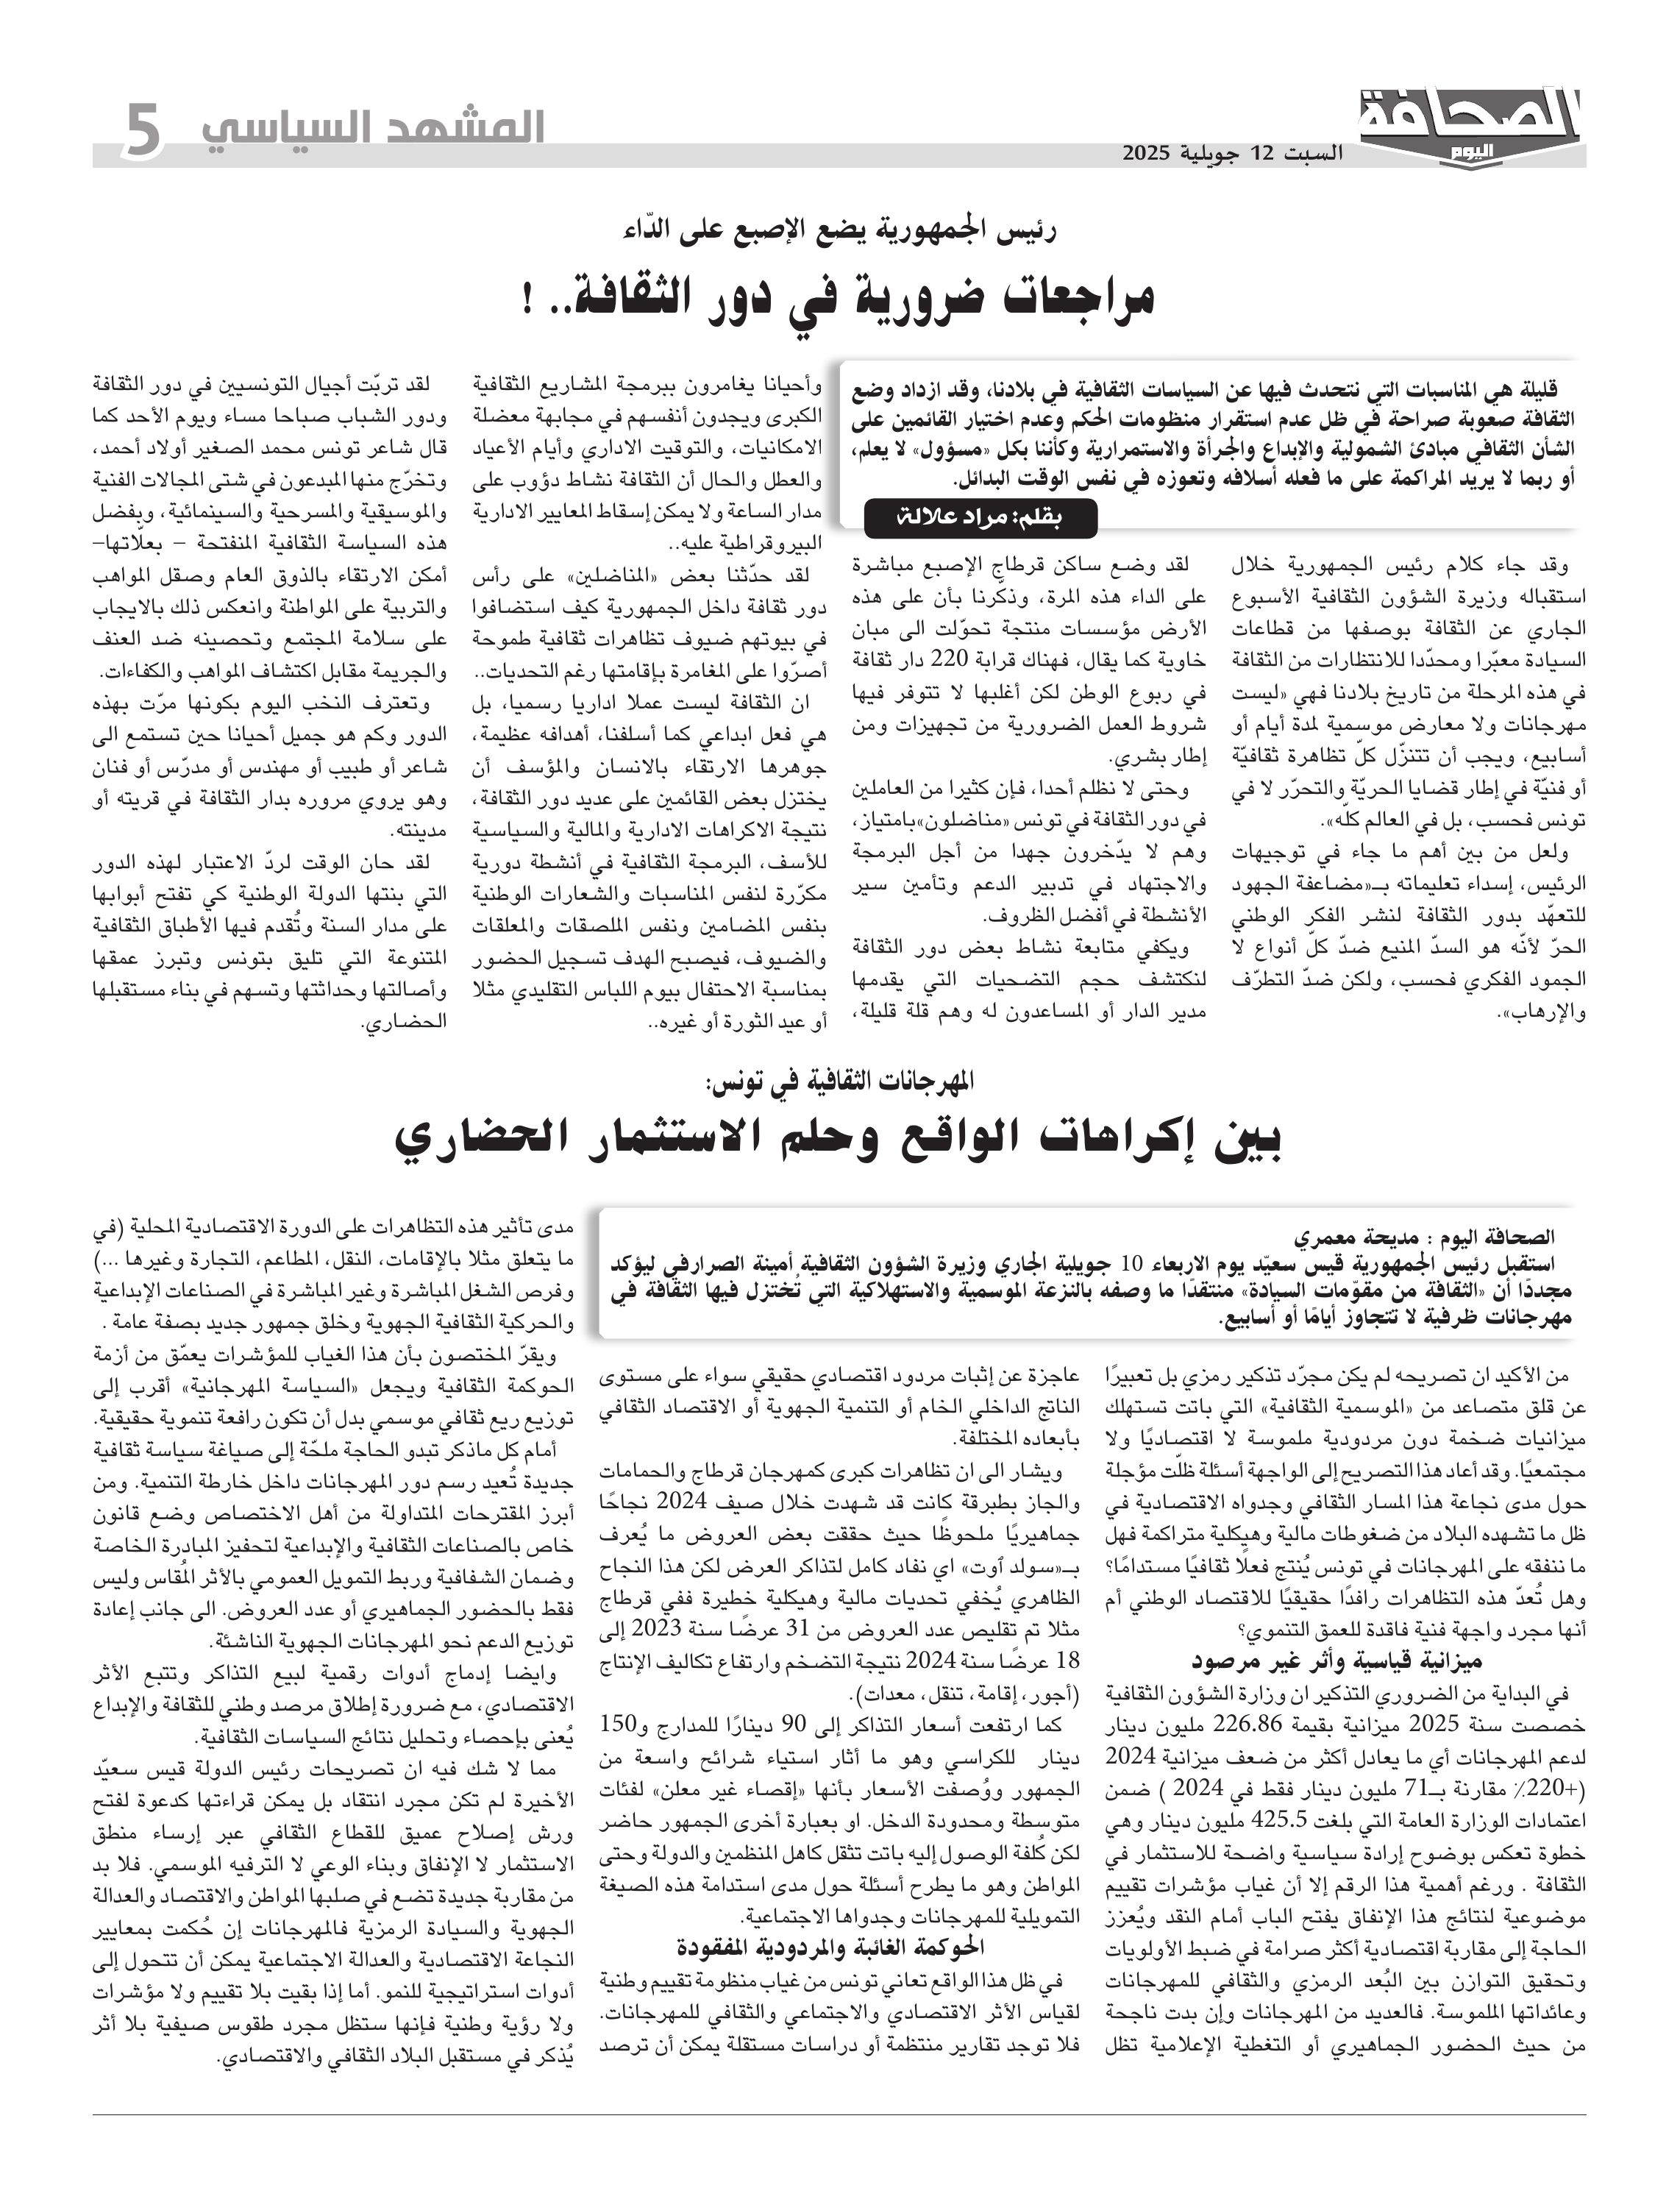 الصحافة
اليوم
السبت 12 جويلية 2025
المشهد السياسي
5
رئيس الجمهورية يضع الإصبع على الدّاء
مراجعات ضرورية في دور الثقافة.. !
قليلة هي المناسبات التي نتحدث فيها عن السياسات الثقافية في بلادنا، وقد ازداد وضع
الثقافة صعوبة صراحة في ظل عدم استقرار منظومات الحكم وعدم اختيار القائمين على
الشأن الثقافي مبادئ الشمولية والإبداع والجرأة والاستمرارية وكأننا بكل «مسؤول» لا يعلم،
أو ربما لا يريد المراكمة على ما فعله أسلافه وتعوزه في نفس الوقت البدائل.
بقلم: مراد علالة
وقد جاء كلام رئيس الجمهورية خلال
استقباله وزيرة الشؤون الثقافية الأسبوع
الجاري عن الثقافة بوصفها من قطاعات
السيادة معبّرا ومحدّدا للانتظارات من الثقافة
في هذه المرحلة من تاريخ بلادنا فهي «ليست
مهرجانات ولا معارض موسمية لمدة أيام أو
أسابيع، ويجب أن تتنزّل كلّ تظاهرة ثقافيّة
أو فنيّة في إطار قضايا الحريّة والتحرّر لا في
تونس فحسب، بل في العالم كلّه».
ولعل من بين أهم ما جاء في توجيهات
الرئيس، إسداء تعليماته بــ«مضاعفة الجهود
للتعهّد بدور الثقافة لنشر الفكر الوطني
الحرّ لأنّه هو السدّ المنيع ضدّ كلّ أنواع لا
الجمود الفكري فحسب، ولكن ضدّ التطرّف
والإرهاب».
لقد وضع ساكن قرطاج الإصبع مباشرة
على الداء هذه المرة، وذكّرنا بأن على هذه
الأرض مؤسسات منتجة تحوّلت الى مبان
خاوية كما يقال، فهناك قرابة 220 دار ثقافة
في ربوع الوطن لكن أغلبها لا تتوفر فيها
شروط العمل الضرورية من تجهيزات ومن
إطار بشري.
وحتى لا نظلم أحدا، فإن كثيرا من العاملين
في دور الثقافة في تونس «مناضلون»بامتياز،
وهم لا يدّخرون جهدا من أجل البرمجة
والاجتهاد في تدبير الدعم وتأمين سير
الأنشطة في أفضل الظروف.
ويكفي متابعة نشاط بعض دور الثقافة
لنكتشف حجم التضحيات التي يقدمها
مدير الدار أو المساعدون له وهم قلة قليلة،
وأحيانا يغامرون ببرمجة المشاريع الثقافية
الكبرى ويجدون أنفسهم في مجابهة معضلة
الامكانيات، والتوقيت الاداري وأيام الأعياد
والعطل والحال أن الثقافة نشاط دؤوب على
مدار الساعة ولا يمكن إسقاط المعايير الادارية
البيروقراطية عليه..
لقد حدّثنا بعض «المناضلين» على رأس
دور ثقافة داخل الجمهورية كيف استضافوا
في بيوتهم ضيوف تظاهرات ثقافية طموحة
أصرّوا على المغامرة بإقامتها رغم التحديات..
ان الثقافة ليست عملا اداريا رسميا، بل
هي فعل ابداعي كما أسلفنا، أهدافه عظيمة،
جوهرها الارتقاء بالانسان والمؤسف أن
يختزل بعض القائمين على عديد دور الثقافة،
نتيجة الاكراهات الادارية والمالية والسياسية
للأسف، البرمجة الثقافية في أنشطة دورية
مكرّرة لنفس المناسبات والشعارات الوطنية
بنفس المضامين ونفس الملصقات والمعلقات
والضيوف، فيصبح الهدف تسجيل الحضور
بمناسبة الاحتفال بيوم اللباس التقليدي مثلا
أو عيد الثورة أو غيره..
لقد تربّت أجيال التونسيين في دور الثقافة
ودور الشباب صباحا مساء ويوم الأحد كما
قال شاعر تونس محمد الصغير أولاد أحمد،
وتخرّج منها المبدعون في شتى المجالات الفنية
والموسيقية والمسرحية والسينمائية، وبفضل
هذه السياسة الثقافية المنفتحة – بعلّاتها–
أمكن الارتقاء بالذوق العام وصقل المواهب
والتربية على المواطنة وانعكس ذلك بالايجاب
على سلامة المجتمع وتحصينه ضد العنف
والجريمة مقابل اكتشاف المواهب والكفاءات.
وتعترف النخب اليوم بكونها مرّت بهذه
الدور وكم هو جميل أحيانا حين تستمع الى
شاعر أو طبيب أو مهندس أو مدرّس أو فنان
وهو يروي مروره بدار الثقافة في قريته أو
مدينته.
لقد حان الوقت لردّ الاعتبار لهذه الدور
التي بنتها الدولة الوطنية كي تفتح أبوابها
على مدار السنة وتُقدم فيها الأطباق الثقافية
المتنوعة التي تليق بتونس وتبرز عمقها
وأصالتها وحداثتها وتسهم في بناء مستقبلها
الحضاري.
المهرجانات الثقافية في تونس:
بين إكراهات الواقع وحلم الاستثمار الحضاري
الصحافة اليوم : مديحة معمري
استقبل رئيس الجمهورية قيس سعيّد يوم الاربعاء 10 جويلية الجاري وزيرة الشؤون الثقافية أمينة الصرارفي ليؤكد
مجددًا أن «الثقافة من مقوّمات السيادة» منتقدًا ما وصفه بالنزعة الموسمية والاستهلاكية التي تُختزل فيها الثقافة في
مهرجانات ظرفية لا تتجاوز أيامًا أو أسابيع.
من الأكيد ان تصريحه لم يكن مجرّد تذكير رمزي بل تعبيرًا
عن قلق متصاعد من «الموسمية الثقافية» التي باتت تستهلك
ميزانيات ضخمة دون مردودية ملموسة لا اقتصاديًا ولا
مجتمعيًا. وقد أعاد هذا التصريح إلى الواجهة أسئلة ظلّت مؤجلة
حول مدى نجاعة هذا المسار الثقافي وجدواه الاقتصادية في
ظل ما تشهده البلاد من ضغوطات مالية وهيكلية متراكمة فهل
ما ننفقه على المهرجانات في تونس يُنتج فعلًا ثقافيًا مستدامًا؟
وهل تُعدّ هذه التظاهرات رافدًا حقيقيًا للاقتصاد الوطني أم
أنها مجرد واجهة فنية فاقدة للعمق التنموي؟
ميزانية قياسية وأثر غير مرصود
في البداية من الضروري التذكير ان وزارة الشؤون الثقافية
خصصت سنة 2025 ميزانية بقيمة 226.86 مليون دينار
لدعم المهرجانات أي ما يعادل أكثر من ضعف ميزانية 2024
(+220٪ مقارنة بــ71 مليون دينار فقط في 2024 ) ضمن
اعتمادات الوزارة العامة التي بلغت 425.5 مليون دينار وهي
خطوة تعكس بوضوح إرادة سياسية واضحة للاستثمار في
الثقافة . ورغم أهمية هذا الرقم إلا أن غياب مؤشرات تقييم
موضوعية لنتائج هذا الإنفاق يفتح الباب أمام النقد ويُعزز
الحاجة إلى مقاربة اقتصادية أكثر صرامة في ضبط الأولويات
وتحقيق التوازن بين البُعد الرمزي والثقافي للمهرجانات
وعائداتها الملموسة. فالعديد من المهرجانات وإن بدت ناجحة
من حيث الحضور الجماهيري أو التغطية الإعلامية تظل
عاجزة عن إثبات مردود اقتصادي حقيقي سواء على مستوى
الناتج الداخلي الخام أو التنمية الجهوية أو الاقتصاد الثقافي
بأبعاده المختلفة.
ويشار الى ان تظاهرات كبرى كمهرجان قرطاج والحمامات
والجاز بطبرقة كانت قد شهدت خلال صيف 2024 نجاحًا
جماهيريًا ملحوظًا حيث حققت بعض العروض ما يُعرف
بــ«سولد آوت» اي نفاد كامل لتذاكر العرض لكن هذا النجاح
الظاهري يُخفي تحديات مالية وهيكلية خطيرة ففي قرطاج
مثلا تم تقليص عدد العروض من 31 عرضًا سنة 2023 إلى
18 عرضًا سنة 2024 نتيجة التضخم وارتفاع تكاليف الإنتاج
(أجور، إقامة، تنقل، معدات).
كما ارتفعت أسعار التذاكر إلى 90 دينارًا للمدارج و150
دينار للكراسي وهو ما أثار استياء شرائح واسعة من
الجمهور ووُصفت الأسعار بأنها «إقصاء غير معلن» لفئات
متوسطة ومحدودة الدخل. او بعبارة أخرى الجمهور حاضر
لكن كُلفة الوصول إليه باتت تثقل كاهل المنظمين والدولة وحتى
المواطن وهو ما يطرح أسئلة حول مدى استدامة هذه الصيغة
التمويلية للمهرجانات وجدواها الاجتماعية.
الحوكمة الغائبة والمردودية المفقودة
في ظل هذا الواقع تعاني تونس من غياب منظومة تقييم وطنية
لقياس الأثر الاقتصادي والاجتماعي والثقافي للمهرجانات.
فلا توجد تقارير منتظمة أو دراسات مستقلة يمكن أن ترصد
مدى تأثير هذه التظاهرات على الدورة الاقتصادية المحلية (في
ما يتعلق مثلا بالإقامات، النقل، المطاعم، التجارة وغيرها ...)
وفرص الشغل المباشرة وغير المباشرة في الصناعات الإبداعية
والحركية الثقافية الجهوية وخلق جمهور جديد بصفة عامة .
ويقرّ المختصون بأن هذا الغياب للمؤشرات يعمّق من أزمة
الحوكمة الثقافية ويجعل «السياسة المهرجانية» أقرب إلى
توزيع ريع ثقافي موسمي بدل أن تكون رافعة تنموية حقيقية.
أمام كل ماذكر تبدو الحاجة ملحّة إلى صياغة سياسة ثقافية
جديدة تُعيد رسم دور المهرجانات داخل خارطة التنمية. ومن
أبرز المقترحات المتداولة من أهل الاختصاص وضع قانون
خاص بالصناعات الثقافية والإبداعية لتحفيز المبادرة الخاصة
وضمان الشفافية وربط التمويل العمومي بالأثر المُقاس وليس
فقط بالحضور الجماهيري أو عدد العروض. الى جانب إعادة
توزيع الدعم نحو المهرجانات الجهوية الناشئة.
وايضا إدماج أدوات رقمية لبيع التذاكر وتتبع الأثر
الاقتصادي، مع ضرورة إطلاق مرصد وطني للثقافة والإبداع
يُعنى بإحصاء وتحليل نتائج السياسات الثقافية.
مما لا شك فيه ان تصريحات رئيس الدولة قيس سعيّد
الأخيرة لم تكن مجرد انتقاد بل يمكن قراءتها كدعوة لفتح
ورش إصلاح عميق للقطاع الثقافي عبر إرساء منطق
الاستثمار لا الإنفاق وبناء الوعي لا الترفيه الموسمي. فلا بد
من مقاربة جديدة تضع في صلبها المواطن والاقتصاد والعدالة
الجهوية والسيادة الرمزية فالمهرجانات إن حُكمت بمعايير
النجاعة الاقتصادية والعدالة الاجتماعية يمكن أن تتحول إلى
أدوات استراتيجية للنمو. أما إذا بقيت بلا تقييم ولا مؤشرات
ولا رؤية وطنية فإنها ستظل مجرد طقوس صيفية بلا أثر
يُذكر في مستقبل البلاد الثقافي والاقتصادي.